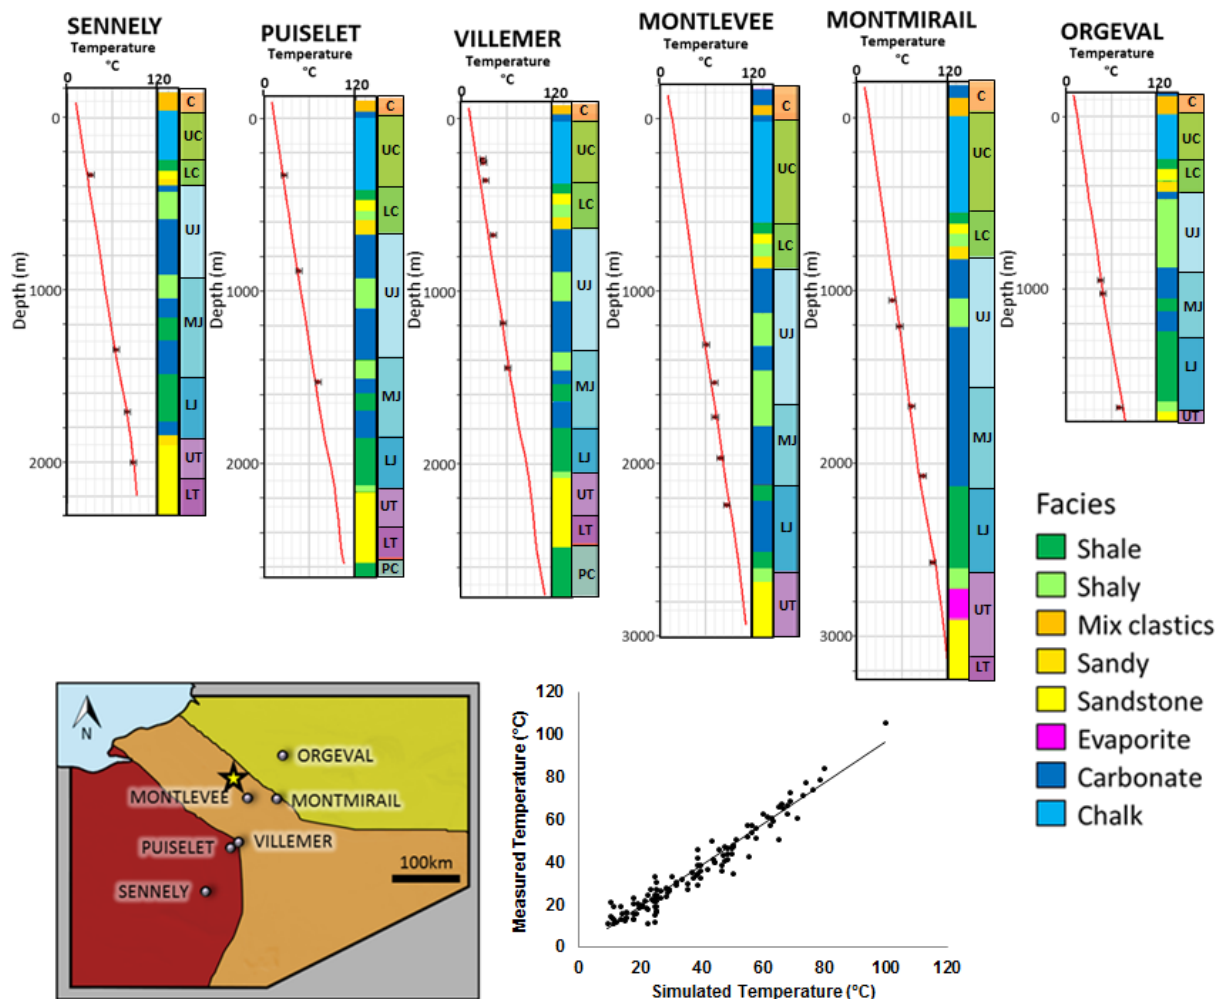 SENNELY
Temperature
°C
0 120
Depth (m)
0
1000
2000
C
UC
LC
UJ
MJ
LJ
UT
LT
PUISELET
Temperature
°C
0 120
Depth (m)
0
1000
2000
C
UC
LC
UJ
MJ
LJ
UT
LT
PC
VILLEMER
Temperature
°C
0 120
Depth (m)
0
1000
2000
C
UC
LC
UJ
MJ
LJ
UT
LT
PC
MONTLEVEE
Temperature
°C
0 120
Depth (m)
0
1000
2000
3000
C
UC
LC
UJ
MJ
LJ
UT
MONTMIRAIL
Temperature
°C
0 120
Depth (m)
0
1000
2000
3000
C
UC
LC
UJ
MJ
LJ
UT
LT
ORGEVAL
Temperature
°C
0 120
Depth (m)
0
1000
C
UC
LC
UJ
MJ
LJ
UT
Facies
Shale
Shaly
Mix clastics
Sandy
Sandstone
Evaporite
Carbonate
Chalk
N
ORGEVAL
MONTLEVEE
MONTMIRAIL
PUISELET
VILLEMER
SENNELY
100km
Measured Temperature (°C)
120
100
80
60
40
20
0
0 20 40 60 80 100 120
Simulated Temperature (°C)